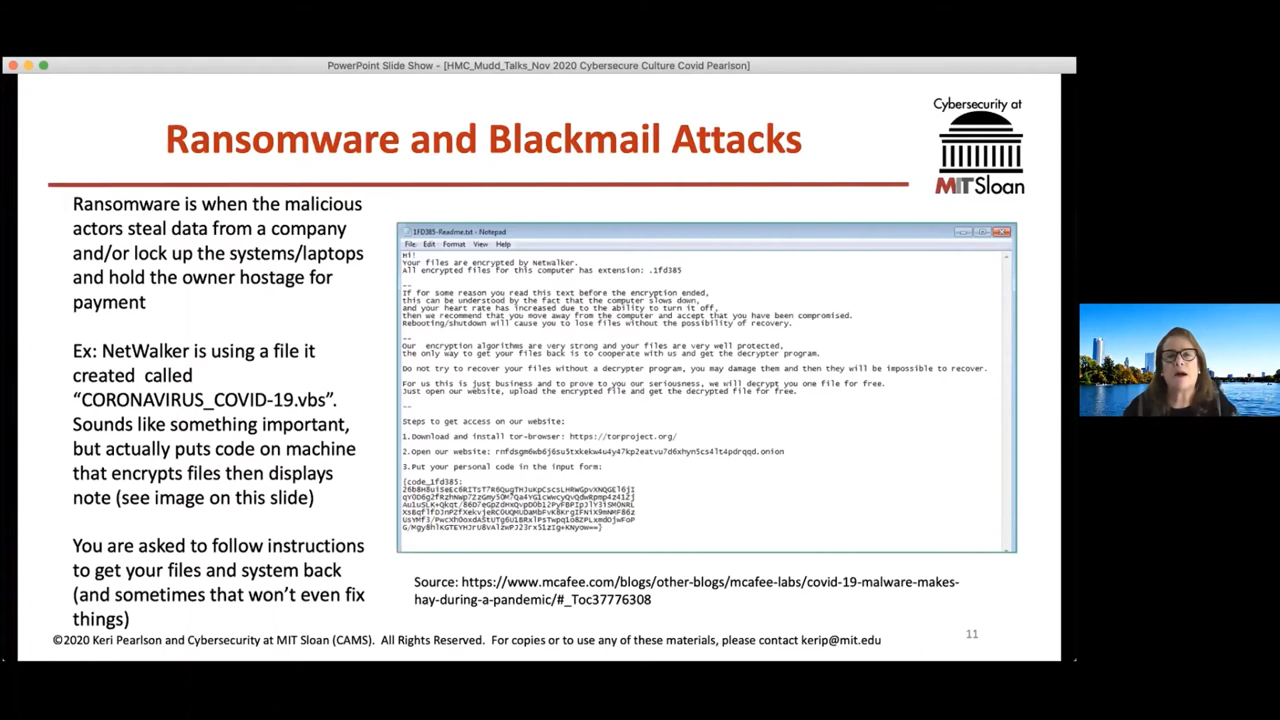 PowerPoint Slide Show - [HMC_Mudd_Talks_Nov 2020 Cybersecure Culture Covid Pearlson]
Ransomware and Blackmail Attacks
Cybersecurity at
MIT Sloan
Ransomware is when the malicious
actors steal data from a company
and/or lock up the systems/laptops
and hold the owner hostage for
payment
Ex: NetWalker is using a file it
created called
“CORONAVIRUS_COVID-19.vbs”.
Sounds like something important,
but actually puts code on machine
that encrypts files then displays
note (see image on this slide)
You are asked to follow instructions
to get your files and system back
(and sometimes that won’t even fix
things)
1FD385-Readme.txt - Notepad
File Edit Format View Help
Hi!
Your files are encrypted by Netwalker.
All encrypted files for this computer has extension: .1fd385
--
If for some reason you read this text before the encryption ended,
this can be understood by the fact that the computer slows down,
and your heart rate has increased due to the ability to turn it off,
then we recommend that you move away from the computer and accept that you have been compromised.
Rebooting/shutdown will cause you to lose files without the possibility of recovery.
--
Our encryption algorithms are very strong and your files are very well protected,
the only way to get your files back is to cooperate with us and get the decrypter program.
Do not try to recover your files without a decrypter program, you may damage them and then they will be impossible to recover.
For us this is just business and to prove to you our seriousness, we will decrypt you one file for free.
Just open our website, upload the encrypted file and get the decrypted file for free.
--
Steps to get access on our website:
1.Download and install tor-browser: https://torproject.org/
2.Open our website:
3.Put your personal code in the input form:
{code_1fd385:
Source: https://www.mcafee.com/blogs/other-blogs/mcafee-labs/covid-19-malware-makes-
hay-during-a-pandemic/#_Toc37776308
©2020 Keri Pearlson and Cybersecurity at MIT Sloan (CAMS). All Rights Reserved. For copies or to use any of these materials, please contact kerip@mit.edu
11